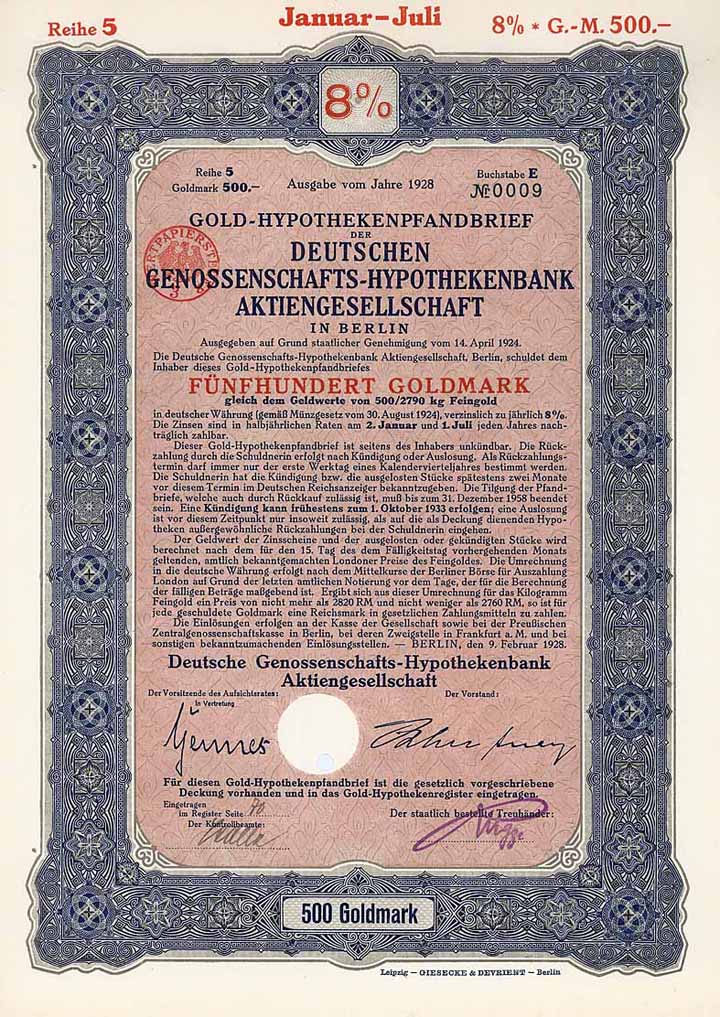 Januar–Juli
Reihe 5
8% * G.-M. 500.–
8%
Reihe 5
Goldmark 500.–
Ausgabe vom Jahre 1928
Buchstabe E
№ 0009
GOLD-HYPOTHEKENPFANDBRIEF
DER
DEUTSCHEN
GENOSSENSCHAFTS-HYPOTHEKENBANK
AKTIENGESELLSCHAFT
IN BERLIN
Ausgegeben auf Grund staatlicher Genehmigung vom 14. April 1924.
Die Deutsche Genossenschafts-Hypothekenbank Aktiengesellschaft, Berlin, schuldet dem
Inhaber dieses Gold-Hypothekenpfandbriefes
FÜNFHUNDERT GOLDMARK
gleich dem Geldwerte von 500/2790 kg Feingold
in deutscher Währung (gemäß Münzgesetz vom 30. August 1924), verzinslich zu jährlich 8%.
Die Zinsen sind in halbjährlichen Raten am 2. Januar und 1. Juli jeden Jahres nach-
träglich zahlbar.
Dieser Gold-Hypothekenpfandbrief ist seitens des Inhabers unkündbar. Die Rück-
zahlung durch die Schuldnerin erfolgt nach Kündigung oder Auslosung. Als Rückzahlungs-
termin darf immer nur der erste Werktag eines Kalendervierteljahres bestimmt werden.
Die Schuldnerin hat die Kündigung bzw. die ausgelosten Stücke spätestens zwei Monate
vor diesem Termin im Deutschen Reichsanzeiger bekanntzugeben. Die Tilgung der Pfand-
briefe, welche auch durch Rückkauf zulässig ist, muß bis zum 31. Dezember 1958 beendet
sein. Eine Kündigung kann frühestens zum 1. Oktober 1933 erfolgen; eine Auslosung
ist vor diesem Zeitpunkt nur insoweit zulässig, als auf die als Deckung dienenden Hypo-
theken außergewöhnliche Rückzahlungen bei der Schuldnerin eingehen.
Der Geldwert der Zinsscheine und der ausgelosten oder gekündigten Stücke wird
berechnet nach dem für den 15. Tag des dem Fälligkeitstag vorhergehenden Monats
geltenden, amtlich bekanntgemachten Londoner Preise des Feingoldes. Die Umrechnung
in die deutsche Währung erfolgt nach dem Mittelkurse der Berliner Börse für Auszahlung
London auf Grund der letzten amtlichen Notierung vor dem Tage, der für die Berechnung
der fälligen Beträge maßgebend ist. Ergibt sich aus dieser Umrechnung für das Kilogramm
Feingold ein Preis von nicht mehr als 2820 RM und nicht weniger als 2760 RM, so ist für
jede geschuldete Goldmark eine Reichsmark in gesetzlichen Zahlungsmitteln zu zahlen.
Die Einlösungen erfolgen an der Kasse der Gesellschaft sowie bei der Preußischen
Zentralgenossenschaftskasse in Berlin, bei deren Zweigstelle in Frankfurt a. M. und bei
sonstigen bekanntzumachenden Einlösungsstellen. — BERLIN, den 9. Februar 1928.
Deutsche Genossenschafts-Hypothekenbank
Aktiengesellschaft
Der Vorsitzende des Aufsichtsrates:
In Vertretung
Der Vorstand:
Für diesen Gold-Hypothekenpfandbrief ist die gesetzlich vorgeschriebene
Deckung vorhanden und in das Gold-Hypothekenregister eingetragen.
Eingetragen
im Register Seite
Der Kontrollbeamte:
Der staatlich bestellte Treuhänder:
500 Goldmark
Leipzig – GIESECKE & DEVRIENT – Berlin